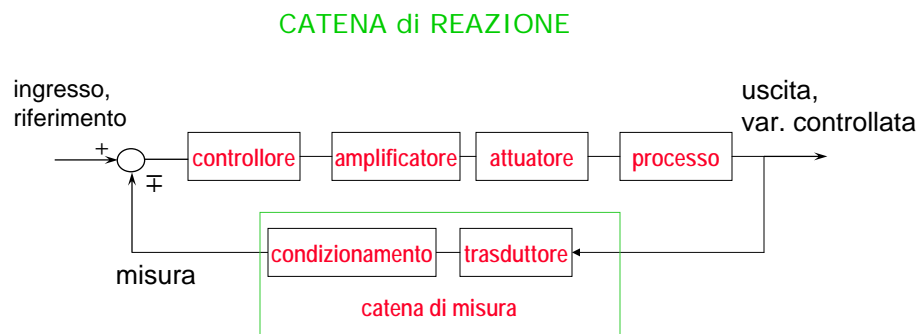 CATENA di REAZIONE
ingresso,
riferimento
uscita,
var. controllata
+
controllore
amplificatore
attuatore
processo
∓
condizionamento
trasduttore
misura
catena di misura